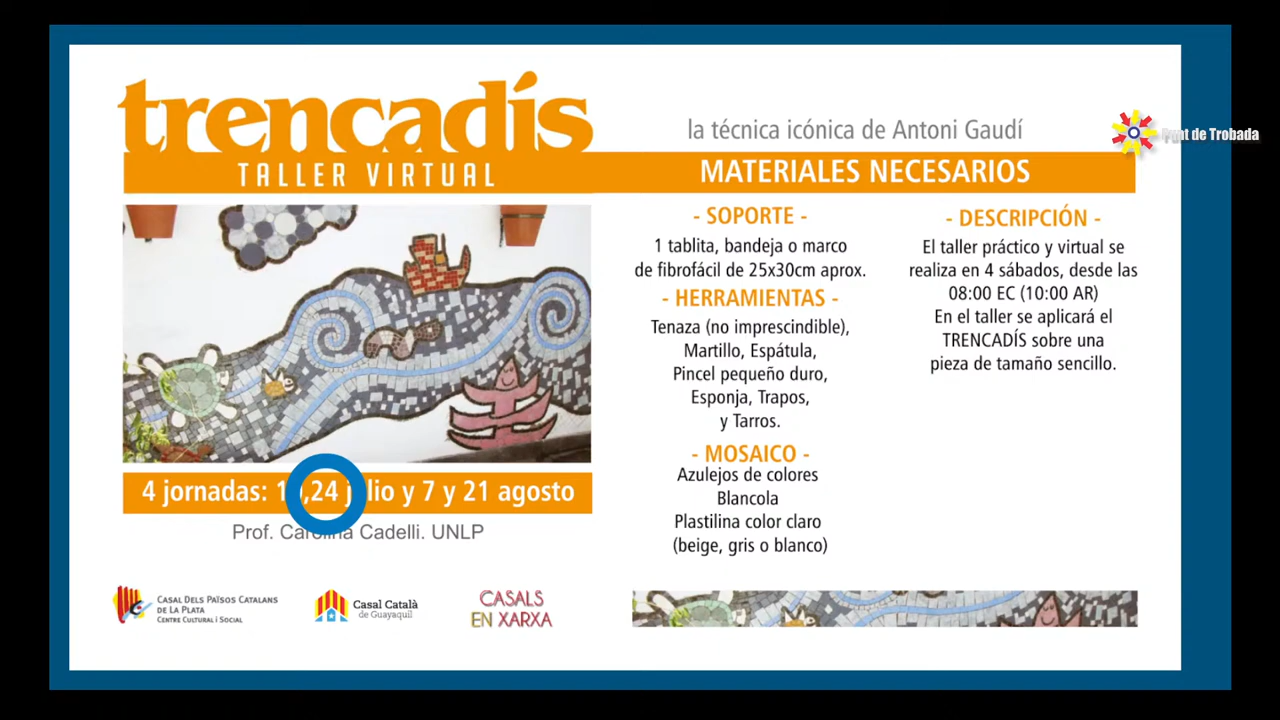 trencadís
TALLER VIRTUAL
4 jornadas: ,24 julio y 7 y 21 agosto
Prof. Carolina Cadelli. UNLP
CASAL DELS PAÏSOS CATALANS
DE LA PLATA
CENTRE CULTURAL i SOCIAL
Casal Català
de Guayaquil
CASALS
EN XARXA
la técnica icónica de Antoni Gaudí
MATERIALES NECESARIOS
- SOPORTE -
1 tablita, bandeja o marco
de fibrofácil de 25x30cm aprox.
- HERRAMIENTAS -
Tenaza (no imprescindible),
Martillo, Espátula,
Pincel pequeño duro,
Esponja, Trapos,
y Tarros.
- MOSAICO -
Azulejos de colores
Blancola
Plastilina color claro
(beige, gris o blanco)
- DESCRIPCIÓN -
El taller práctico y virtual se
realiza en 4 sábados, desde las
08:00 EC (10:00 AR)
En el taller se aplicará el
TRENCADÍS sobre una
pieza de tamaño sencillo.
Punt de Trobada